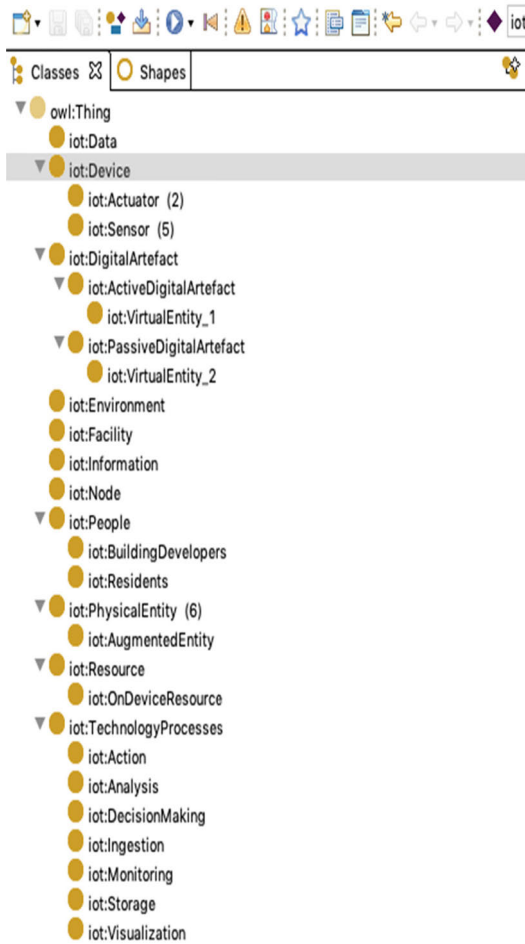 iot
Classes Shapes
owl:Thing
iot:Data
iot:Device
iot:Actuator (2)
iot:Sensor (5)
iot:DigitalArtefact
iot:ActiveDigitalArtefact
iot:VirtualEntity_1
iot:PassiveDigitalArtefact
iot:VirtualEntity_2
iot:Environment
iot:Facility
iot:Information
iot:Node
iot:People
iot:BuildingDevelopers
iot:Residents
iot:PhysicalEntity (6)
iot:AugmentedEntity
iot:Resource
iot:OnDeviceResource
iot:TechnologyProcesses
iot:Action
iot:Analysis
iot:DecisionMaking
iot:Ingestion
iot:Monitoring
iot:Storage
iot:Visualization